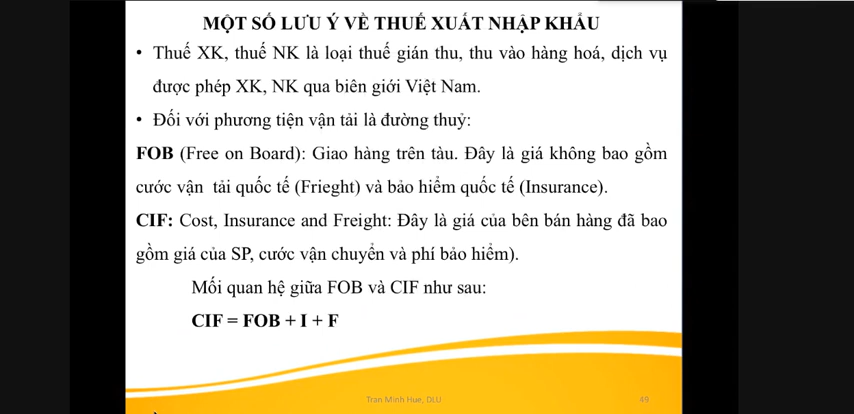 MỘT SỐ LƯU Ý VỀ THUẾ XUẤT NHẬP KHẨU
• Thuế XK, thuế NK là loại thuế gián thu, thu vào hàng hoá, dịch vụ
được phép XK, NK qua biên giới Việt Nam.
• Đối với phương tiện vận tải là đường thuỷ:
FOB (Free on Board): Giao hàng trên tàu. Đây là giá không bao gồm
cước vận tải quốc tế (Frieght) và bảo hiểm quốc tế (Insurance).
CIF: Cost, Insurance and Freight: Đây là giá của bên bán hàng đã bao
gồm giá của SP, cước vận chuyển và phí bảo hiểm).
Mối quan hệ giữa FOB và CIF như sau:
CIF = FOB + I + F
Tran Minh Hue, DLU
49